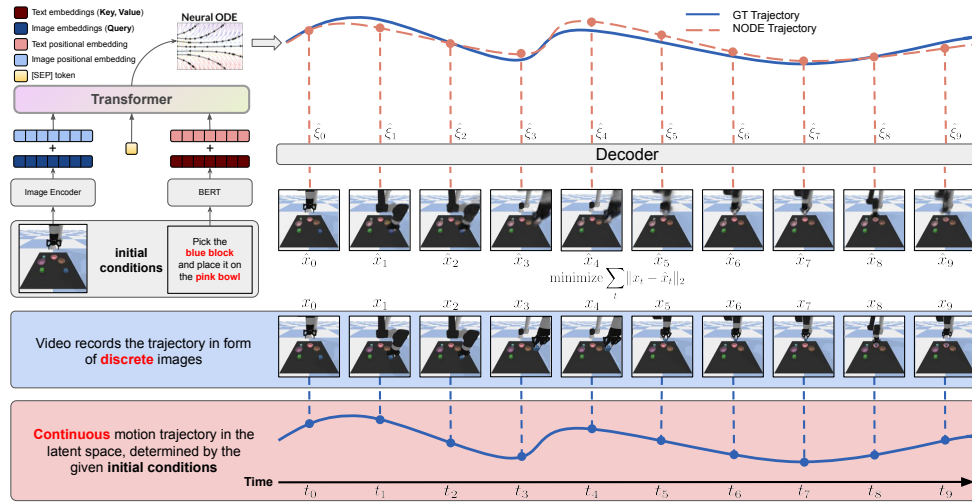 Text embeddings (Key, Value)
Image embeddings (Query)
Text positional embedding
Image positional embedding
[SEP] token
Neural ODE
GT Trajectory
NODE Trajectory
Transformer
+
+
Image Encoder
BERT
initial
conditions
Pick the
blue block
and place it on
the pink bowl
ξ̂₀ ξ̂₁ ξ̂₂ ξ̂₃ ξ̂₄ ξ̂₅ ξ̂₆ ξ̂₇ ξ̂₈ ξ̂₉
Decoder
x̂₀ x̂₁ x̂₂ x̂₃ x̂₄ x̂₅ x̂₆ x̂₇ x̂₈ x̂₉
minimize ∑ₜ ‖xₜ − x̂ₜ‖₂
x₀ x₁ x₂ x₃ x₄ x₅ x₆ x₇ x₈ x₉
Video records the trajectory in form
of discrete images
Continuous motion trajectory in the
latent space, determined by the
given initial conditions
Time
t₀ t₁ t₂ t₃ t₄ t₅ t₆ t₇ t₈ t₉